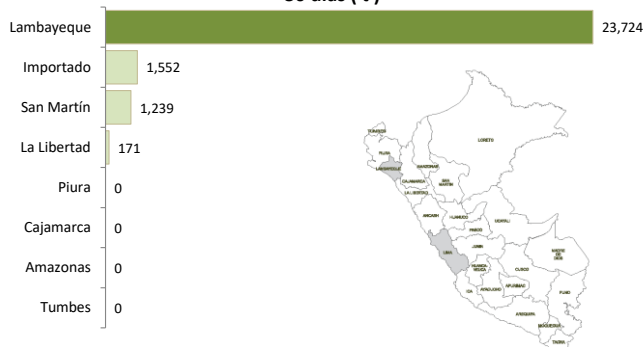 30 días ( t )
Lambayeque 23,724
Importado 1,552
San Martín 1,239
La Libertad 171
Piura 0
Cajamarca 0
Amazonas 0
Tumbes 0
TUMBES
PIURA
LORETO
LAMBAYEQUE
AMAZONAS
CAJAMARCA
SAN
MARTIN
LA LIBERTAD
ANCASH
HUANUCO
UCAYALI
PASCO
JUNIN
LIMA
MADRE
DE
DIOS
HUANCA-
VELICA
CUSCO
ICA
AYACUCHO
APURIMAC
PUNO
AREQUIPA
MOQUEGUA
TACNA